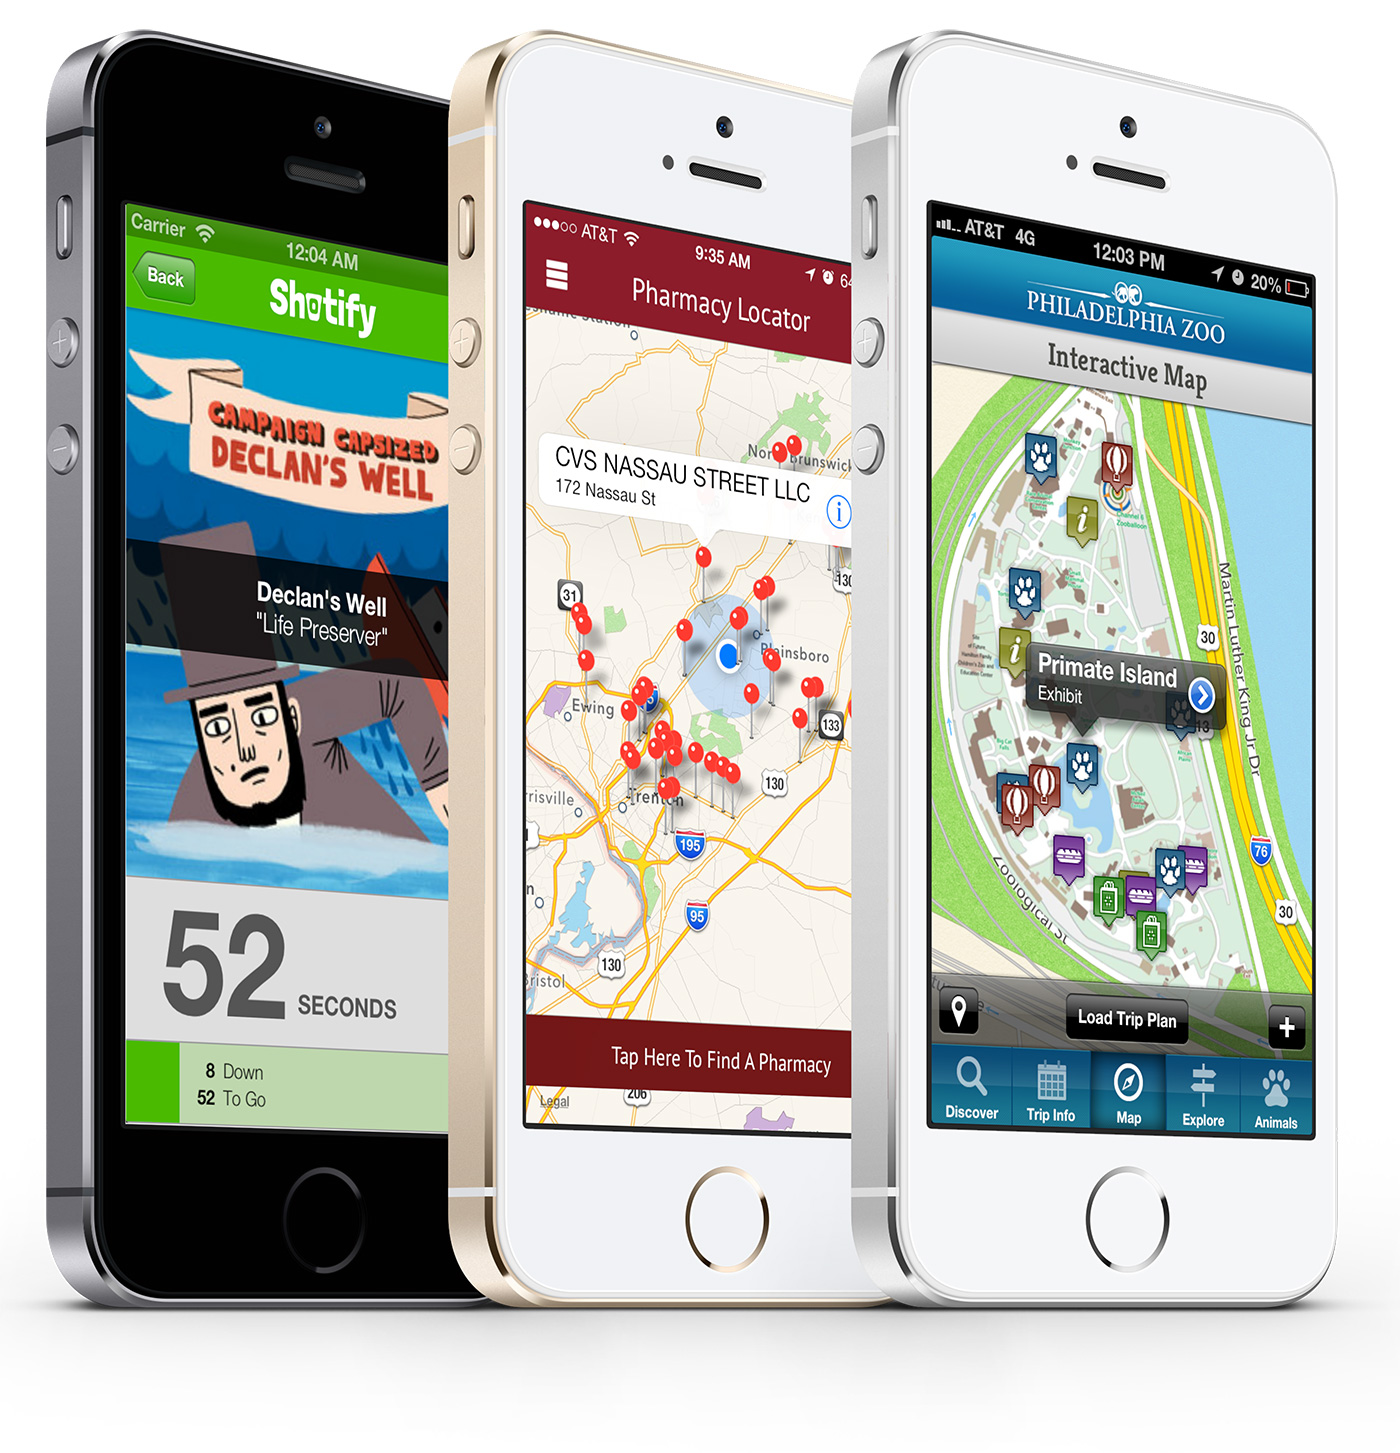 Carrier
12:04 AM
Back
Shotify
CAMPAIGN CAPSIZED
DECLAN'S WELL
Declan's Well
"Life Preserver"
52 SECONDS
8 Down
52 To Go
AT&T
9:35 AM
64
Pharmacy Locator
CVS NASSAU STREET LLC
172 Nassau St
i
31
130
Plainsboro
Ewing
133
130
rrisville
Trenton
195
95
130
Bristol
Tap Here To Find A Pharmacy
Legal
206
AT&T 4G
12:03 PM
20%
PHILADELPHIA ZOO
Interactive Map
i
Martin Luther King Jr Dr
30
i
Primate Island
Exhibit
13
76
Zoological St
30
Load Trip Plan
+
Discover
Trip Info
Map
Explore
Animals